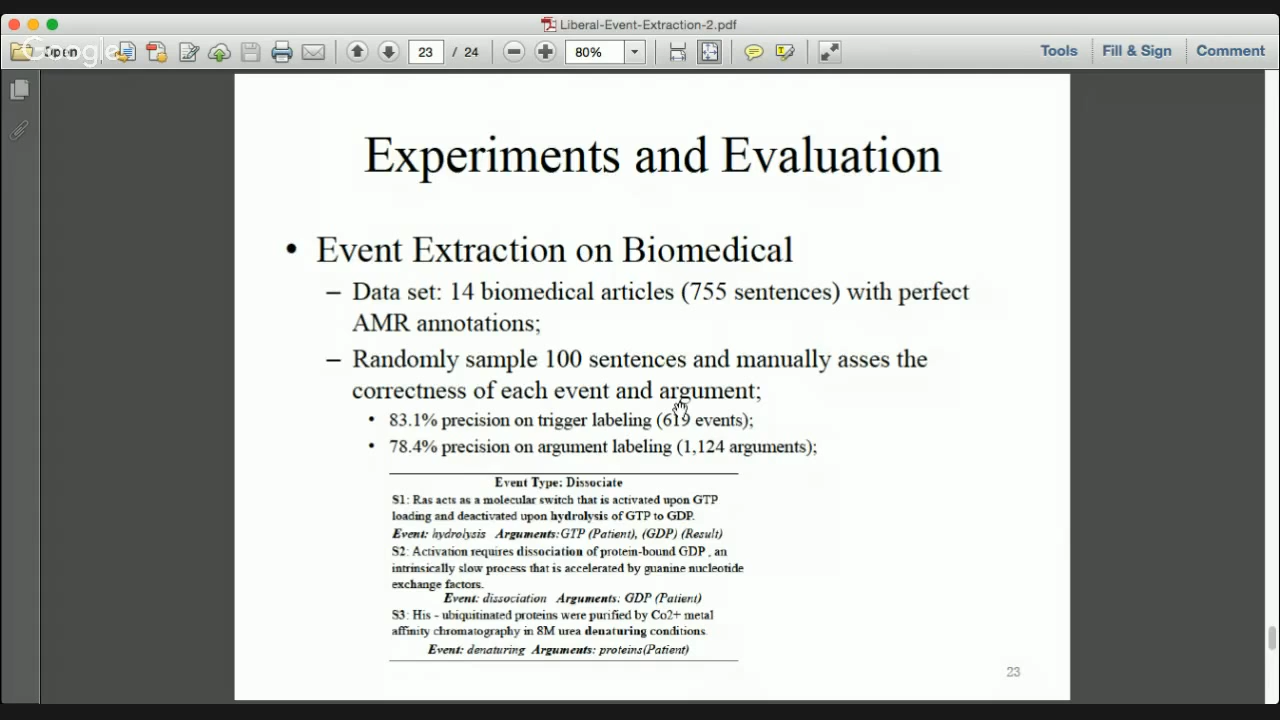 Liberal-Event-Extraction-2.pdf
Google
Open
23 / 24
80%
Tools
Fill & Sign
Comment
Experiments and Evaluation
• Event Extraction on Biomedical
– Data set: 14 biomedical articles (755 sentences) with perfect
AMR annotations;
– Randomly sample 100 sentences and manually asses the
correctness of each event and argument;
• 83.1% precision on trigger labeling (619 events);
• 78.4% precision on argument labeling (1,124 arguments);
Event Type: Dissociate
S1: Ras acts as a molecular switch that is activated upon GTP
loading and deactivated upon hydrolysis of GTP to GDP.
Event: hydrolysis Arguments:GTP (Patient), (GDP) (Result)
S2: Activation requires dissociation of protein-bound GDP , an
intrinsically slow process that is accelerated by guanine nucleotide
exchange factors.
Event: dissociation Arguments: GDP (Patient)
S3: His - ubiquitinated proteins were purified by Co2+ metal
affinity chromatography in 8M urea denaturing conditions.
Event: denaturing Arguments: proteins(Patient)
23